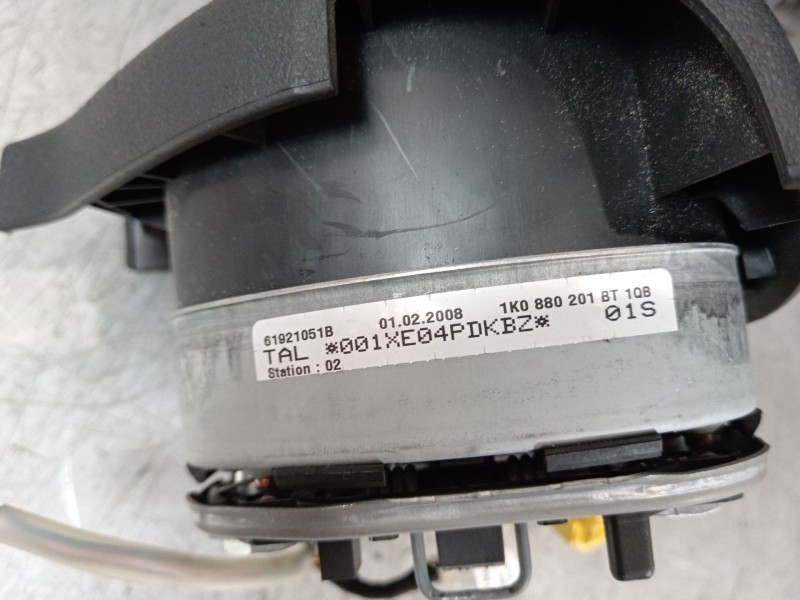 61921051B 01.02.2008 1K0 880 201 BT 1QB
TAL *001XE04PDKBZ* 01S
Station : 02